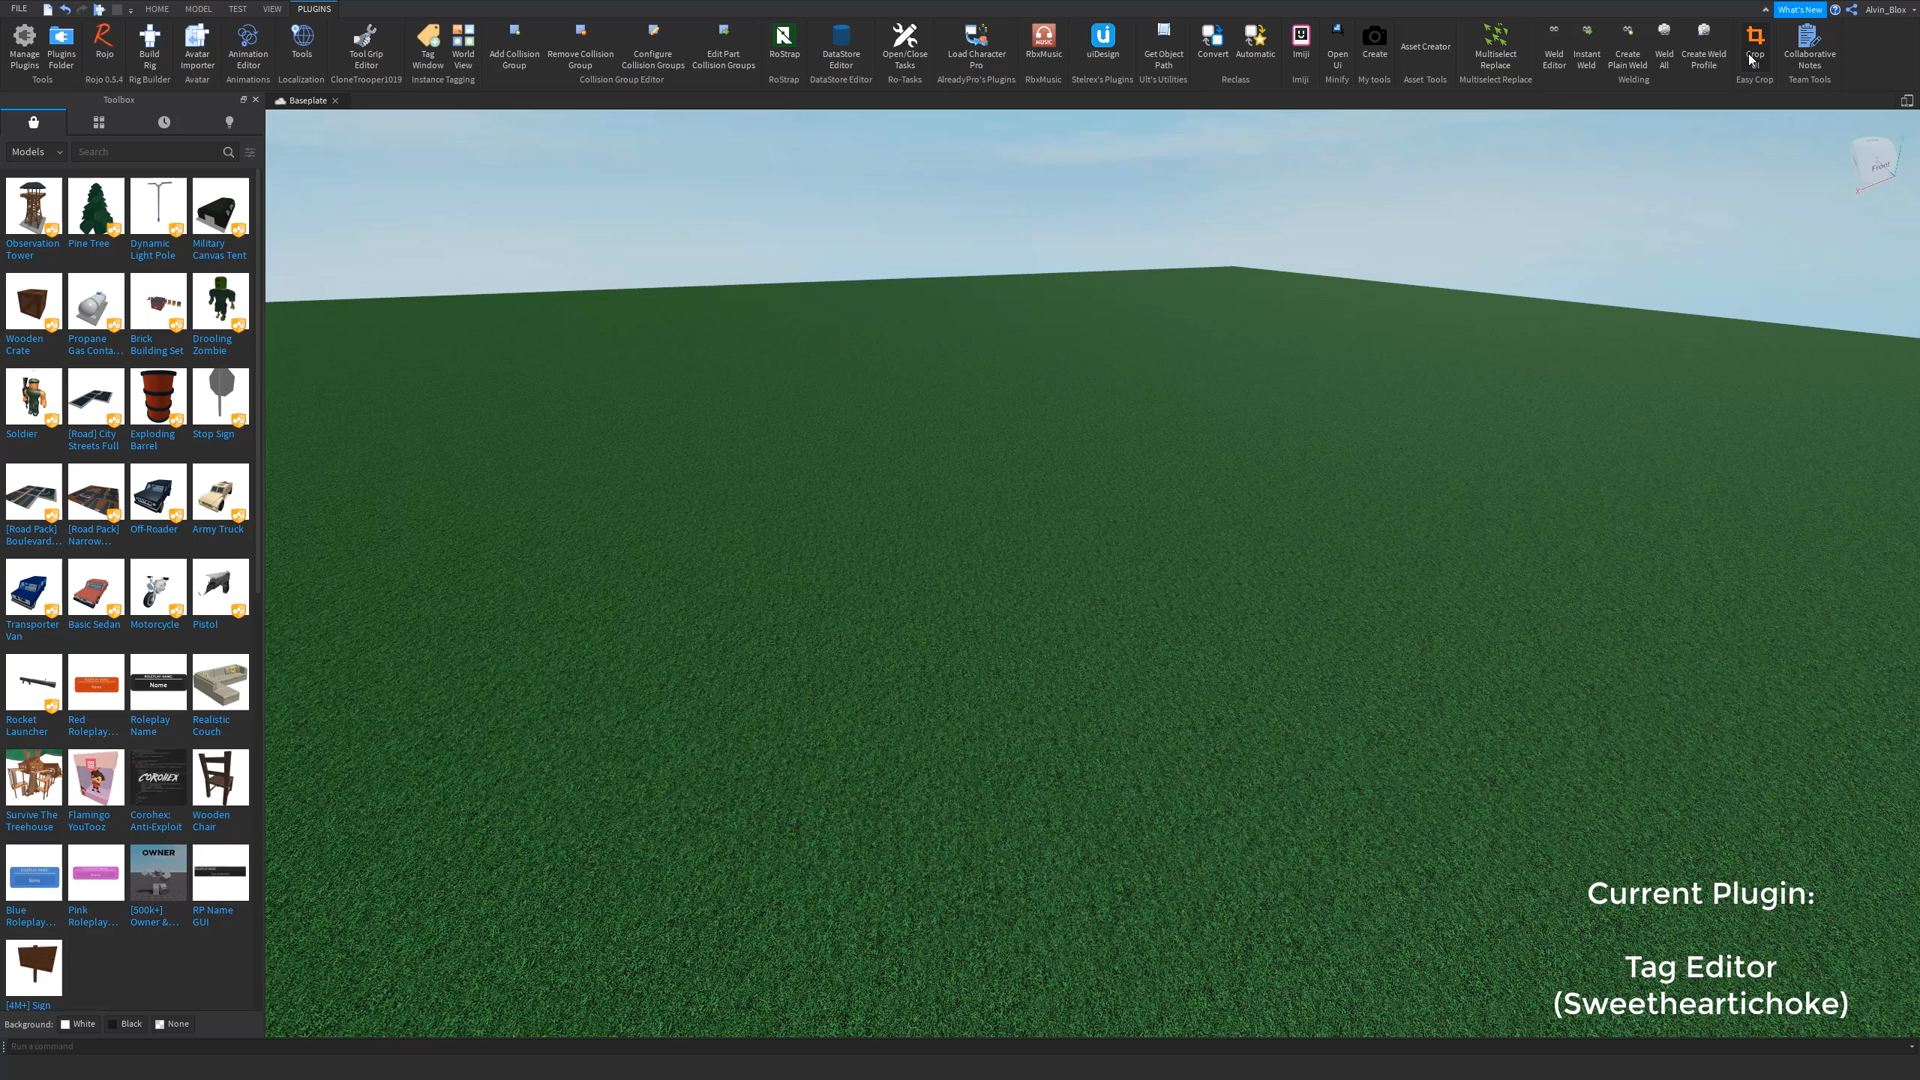 FILE HOME MODEL TEST VIEW PLUGINS What's New Alvin_Blox
Manage Plugins
Plugins Folder
Tools
Rojo
Rojo 0.5.4
Build Rig
Rig Builder
Avatar Importer
Avatar
Animation Editor
Animations
Tools
Localization
Tool Grip Editor
CloneTrooper1019
Tag Window
World View
Instance Tagging
Add Collision Group
Remove Collision Group
Configure Collision Groups
Edit Part Collision Groups
Collision Group Editor
RoStrap
RoStrap
DataStore Editor
DataStore Editor
Open/Close Tasks
Ro-Tasks
Load Character Pro
AlreadyPro's Plugins
RbxMusic
RbxMusic
uiDesign
Stelrex's Plugins
Get Object Path
Ult's Utilities
Convert
Automatic
Reclass
Imiji
Imiji
Open Ui
Minify
Create
My tools
Asset Creator
Asset Tools
Multiselect Replace
Multiselect Replace
Weld Editor
Instant Weld
Create Plain Weld
Weld All
Create Weld Profile
Welding
Crop
Easy Crop
Collaborative Notes
Team Tools
Toolbox
Baseplate
Front
Models
Search
Observation Tower
Pine Tree
Dynamic Light Pole
Military Canvas Tent
Wooden Crate
Propane Gas Conta...
Brick Building Set
Drooling Zombie
Soldier
[Road] City Streets Full
Exploding Barrel
Stop Sign
[Road Pack] Boulevard...
[Road Pack] Narrow...
Off-Roader
Army Truck
Transporter Van
Basic Sedan
Motorcycle
Pistol
Name
Rocket Launcher
Red Roleplay...
Roleplay Name
Realistic Couch
COROHEX
Survive The Treehouse
Flamingo YouTooz
Corohex: Anti-Exploit
Wooden Chair
OWNER
Blue Roleplay...
Pink Roleplay...
[500k+] Owner &...
RP Name GUI
[4M+] Sign
Background: White Black None
Run a command
Current Plugin:
Tag Editor
(Sweetheartichoke)